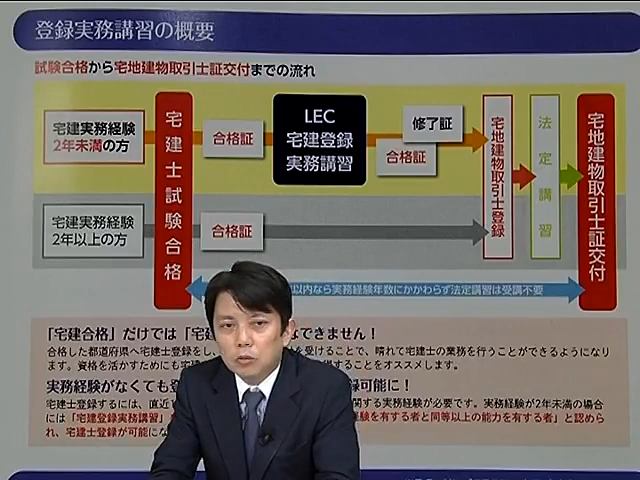 登録実務講習の概要
試験合格から宅地建物取引士証交付までの流れ
宅建実務経験
2年未満の方
宅建士試験合格
合格証
LEC
宅建登録
実務講習
修了証
合格証
宅地建物取引士登録
法定講習
宅地建物取引士証交付
宅建実務経験
2年以上の方
合格証
以内なら実務経験年数にかかわらず法定講習は受講不要
「宅建合格」だけでは「宅建 はできません！
合格した都道府県へ宅建士登録をし、 を受けることで、晴れて宅建士の業務を行うことができるようになり
ます。資格を活かすためにも宅建 することをオススメします。
実務経験がなくても登 録可能に！
宅建士登録するには、直近 関する実務経験が必要です。実務経験が2年未満の場合
には「宅建登録実務講習」 経験を有する者と同等以上の能力を有する者」と認めら
れ、宅建士登録が可能にな